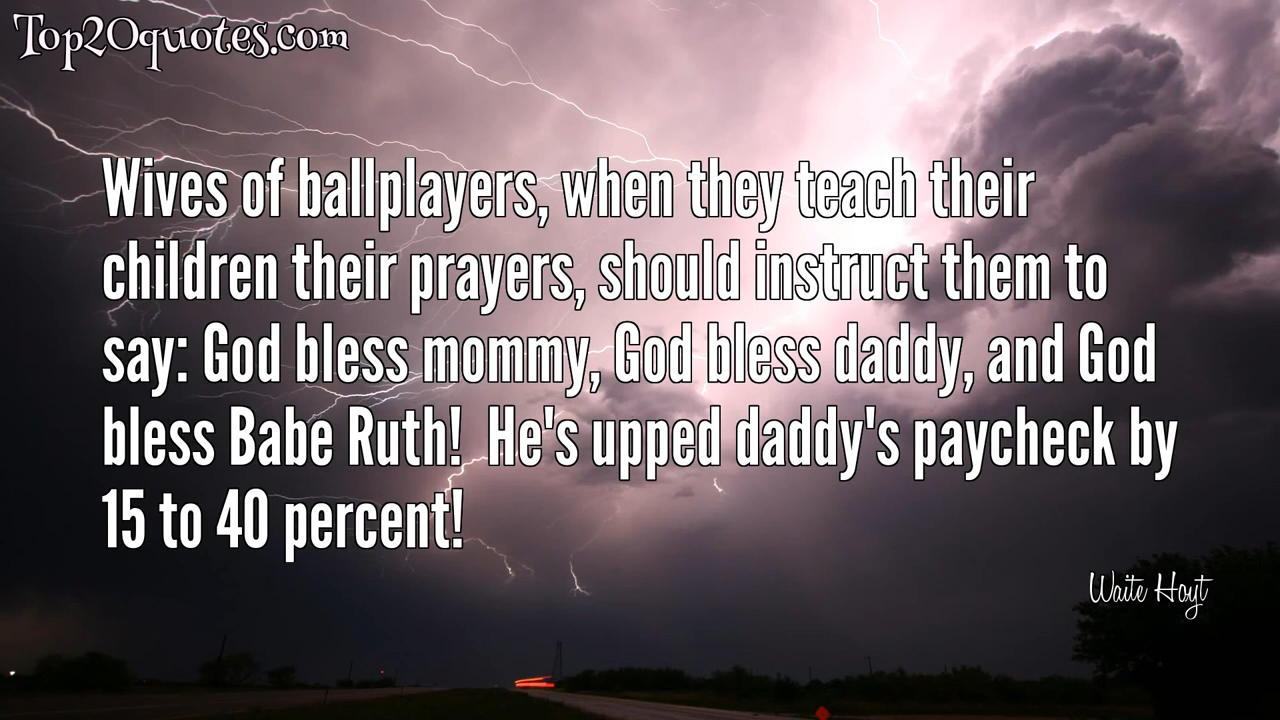 Top20quotes.com
Wives of ballplayers, when they teach their
children their prayers, should instruct them to
say: God bless mommy, God bless daddy, and God
bless Babe Ruth!  He's upped daddy's paycheck by
15 to 40 percent!
Waite Hoyt